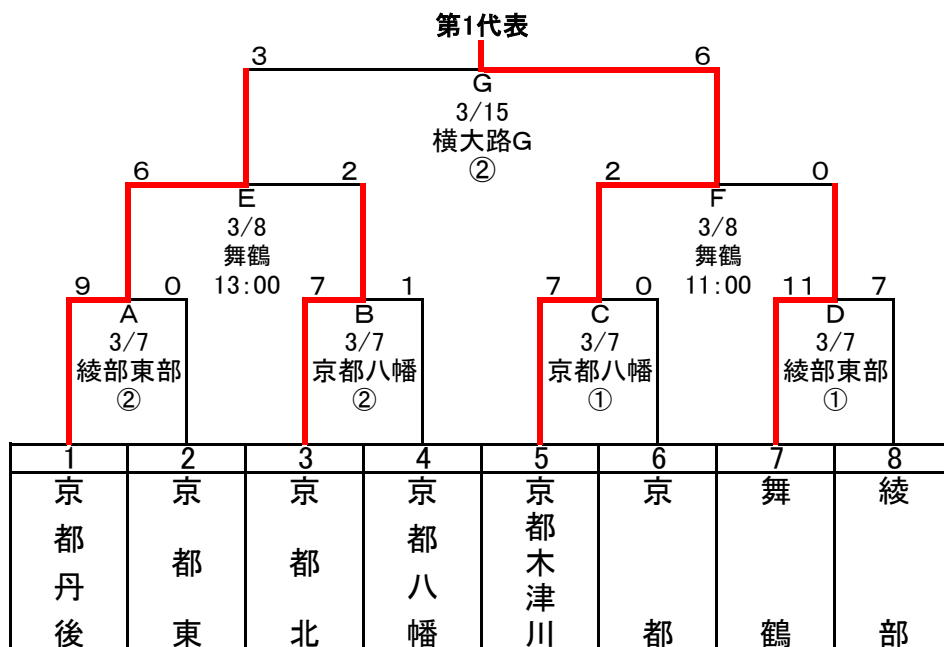 第1代表
3 6
G
3/15
横大路G
②
6 2 2 0
E F
3/8 3/8
舞鶴 舞鶴
13:00 11:00
9 0 7 1 7 0 11 7
A B C D
3/7 3/7 3/7 3/7
綾部東部 京都八幡 京都八幡 綾部東部
② ② ① ①
1 2 3 4 5 6 7 8
京都丹後
京都東
京都北
京都八幡
京都木津川
京都
舞鶴
綾部